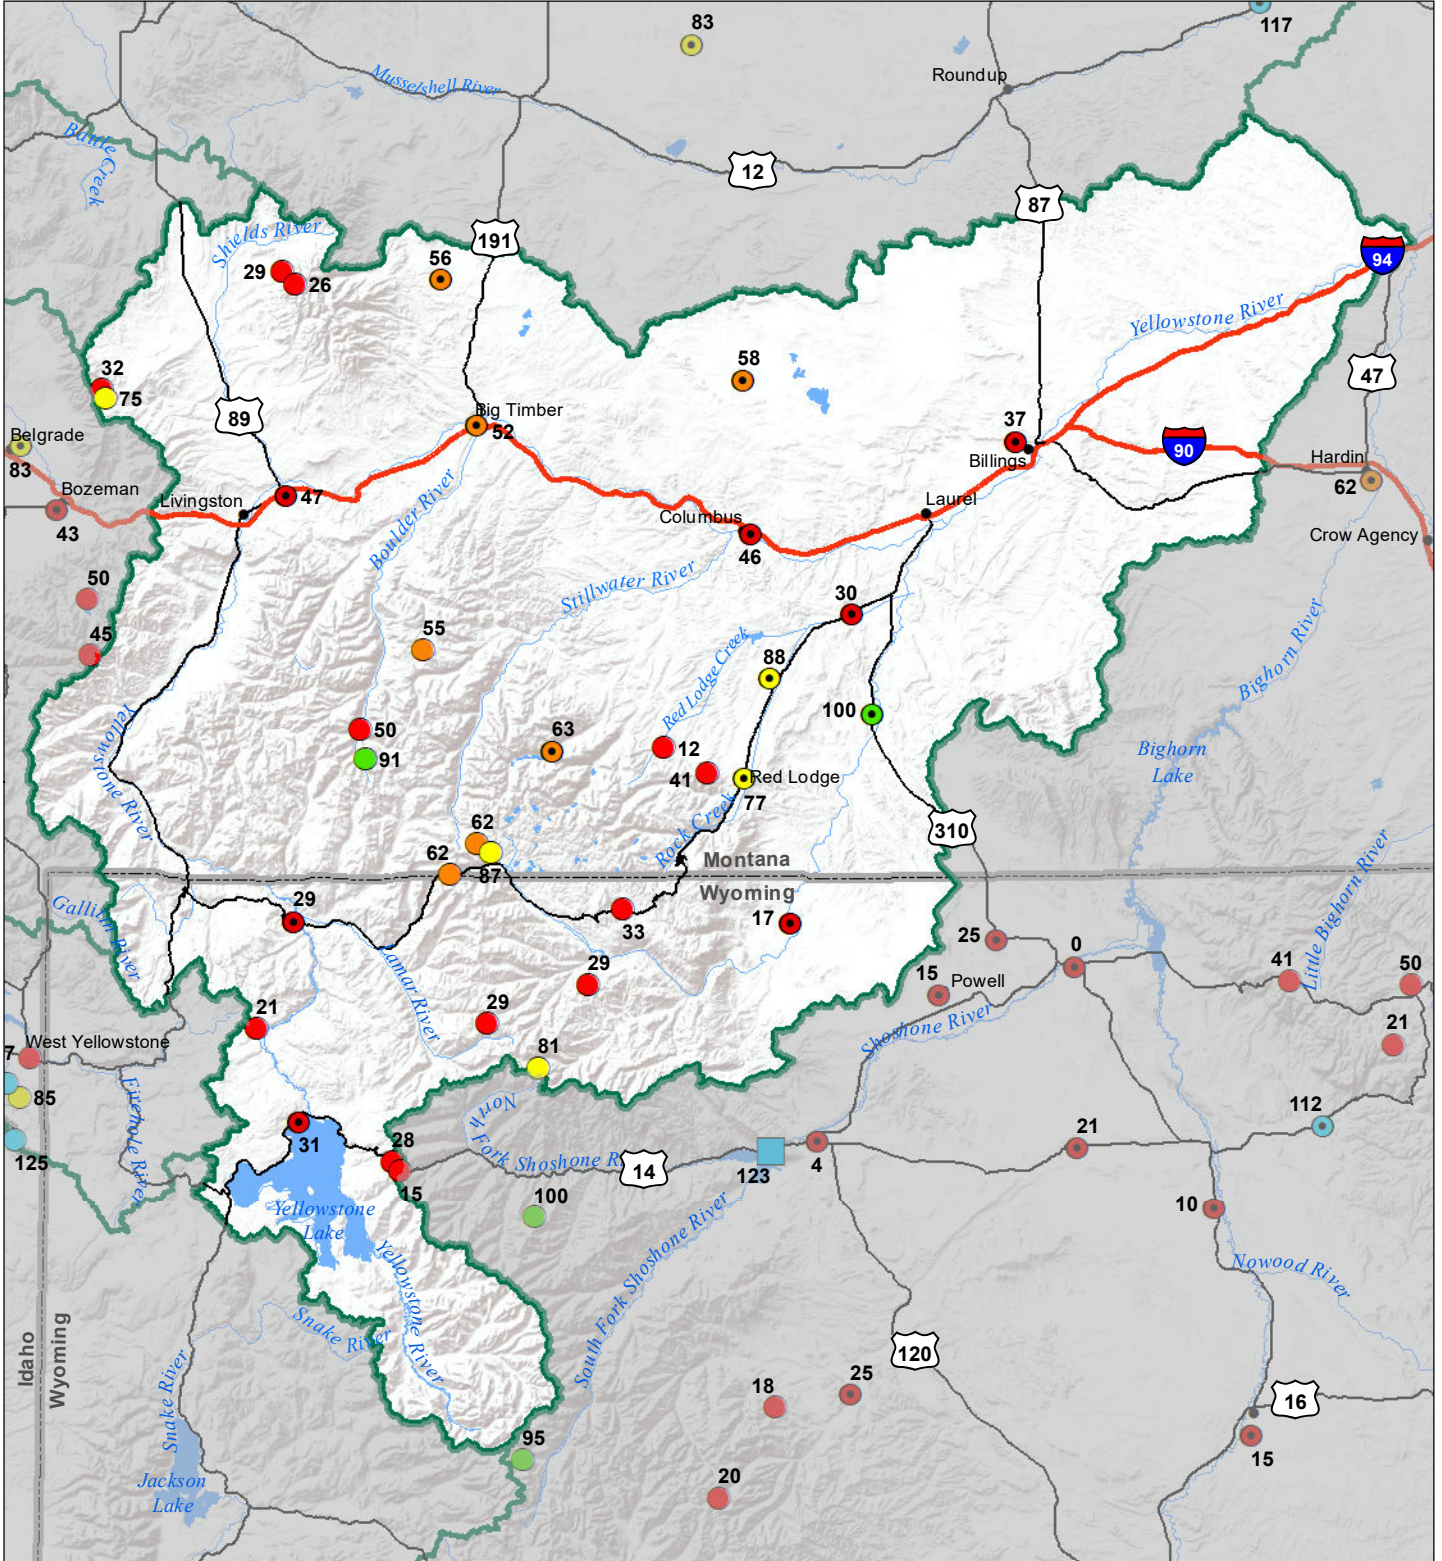 83
117
Roundup
Musselshell River
12
Battle Creek
87
Shields River
191
29
26
56
94
Yellowstone River
32
75
58
47
89
Big Timber
52
37
Billings
90
Belgrade
83
Hardin
62
Bozeman
43
Livingston
47
Boulder River
Laurel
Columbus
46
Crow Agency
50
Stillwater River
30
45
55
Red Lodge Creek
88
Bighorn River
100
50
91
63
12
41
Red Lodge
77
Yellowstone River
Bighorn
Lake
62
62
87
Rock Creek
310
Montana
Wyoming
Little Bighorn River
29
33
17
Gallatin River
25
0
Lamar River
29
15
Powell
41
50
21
29
Shoshone River
21
7
West Yellowstone
81
85
Firehole River
North
Fork Shoshone R
112
125
31
28
15
14
123
4
21
100
10
Yellowstone
Lake
Yellowstone River
South Fork Shoshone River
Nowood River
Snake River
120
Idaho
Wyoming
Snake River
18
25
16
15
95
Jackson
Lake
20